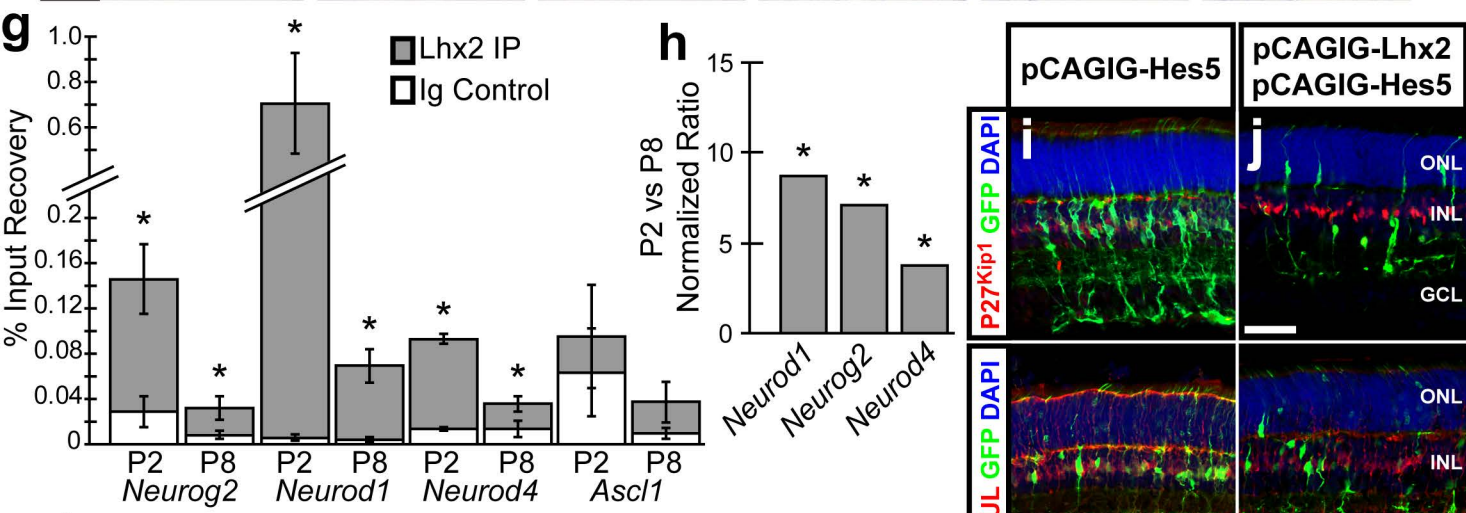 g
1.0
0.6
0.2
0.16
0.12
0.08
0.04
0
% Input Recovery
*
*
*
*
*
*
Lhx2 IP
Ig Control
P2 P8 P2 P8 P2 P8 P2 P8
Neurog2 Neurod1 Neurod4 Ascl1
h
15
10
5
0
P2 vs P8
Normalized Ratio
*
*
*
Neurod1
Neurog2
Neurod4
pCAGIG-Hes5
pCAGIG-Lhx2
pCAGIG-Hes5
P27Kip1 GFP DAPI
i
j
ONL
INL
GCL
GFP DAPI
ONL
INL